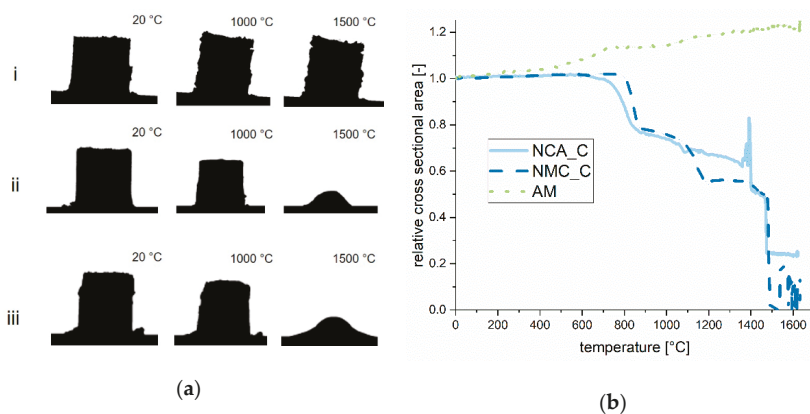 20 °C
1000 °C
1500 °C
i
20 °C
1000 °C
1500 °C
ii
20 °C
1000 °C
1500 °C
iii
(a)
relative cross sectional area [-]
1.2
1.0
0.8
0.6
0.4
0.2
0.0
NCA_C
NMC_C
AM
0 200 400 600 800 1000 1200 1400 1600
temperature [°C]
(b)